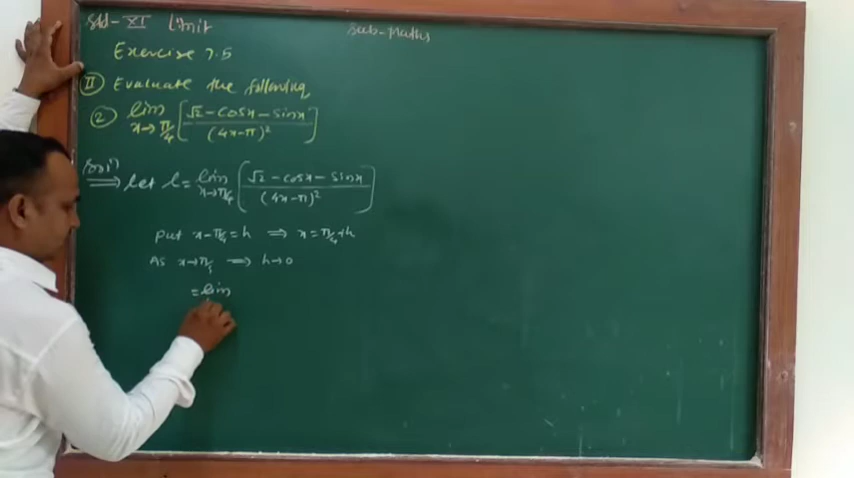 Std-XI Limit
Sub-Maths
Exercise 7.5
II Evaluate the following
2 lim x→π/4 [√2-cosx-sinx / (4x-π)²]
Sol:n
⟹ let l = lim x→π/4 [√2-cosx-sinx / (4x-π)²]
Put x-π/4=h ⟹ x=π/4+h
As x→π/4 ⟹ h→0
= lim